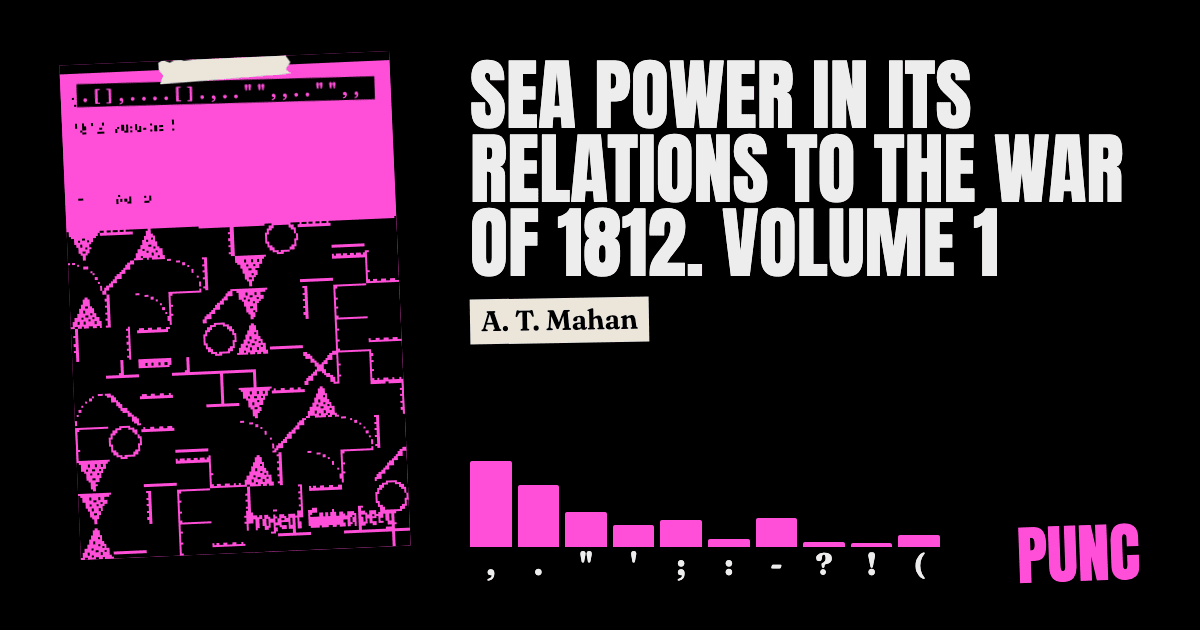 .[],....[].,.."",,.."",,
SEA POWER IN ITS
RELATIONS TO THE WAR
OF 1812. VOLUME 1
A. T. Mahan
Project Gutenberg
, . " ' ; : - ? ! (
PUNC